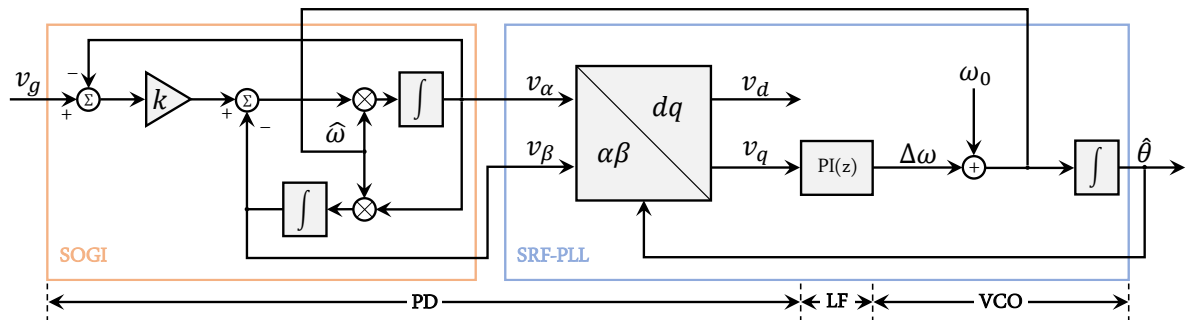 v_g
−
+
Σ
k
+
Σ
−
ω̂
∫
∫
SOGI
v_α
v_β
αβ
dq
v_d
v_q
PI(z)
Δω
ω_0
+
∫
θ̂
SRF-PLL
PD
LF
VCO